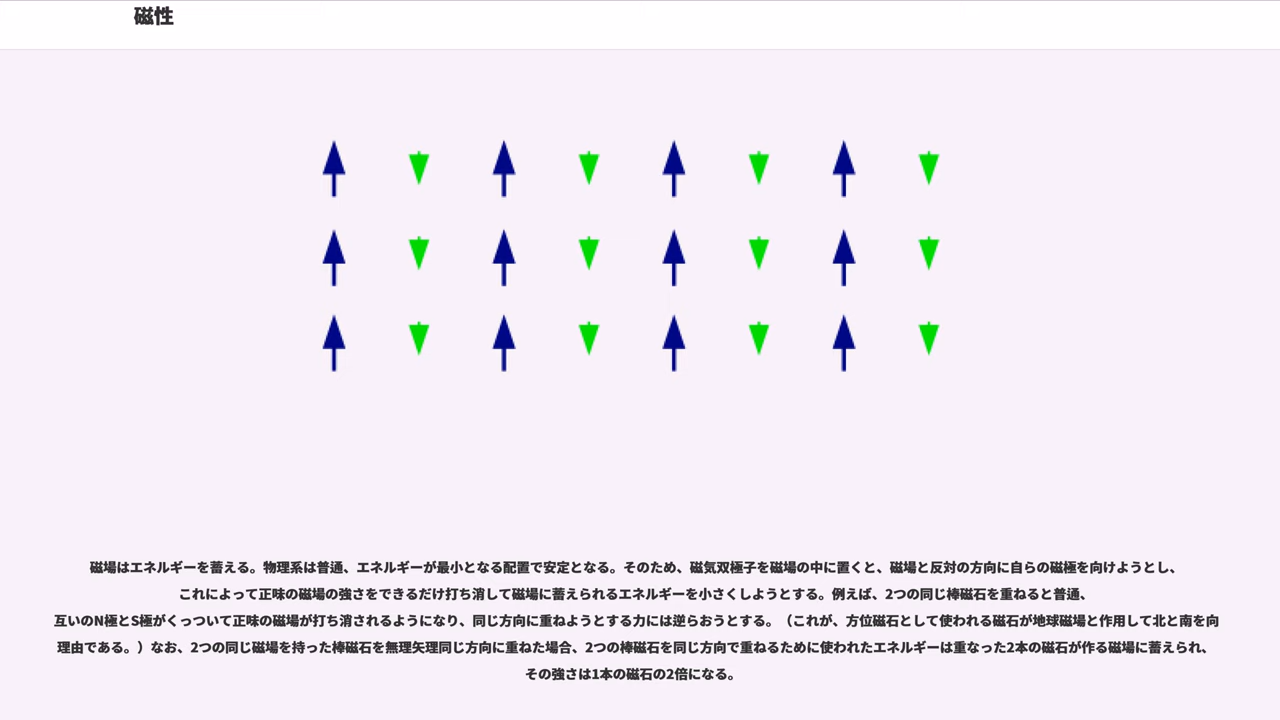 磁性
磁場はエネルギーを蓄える。物理系は普通、エネルギーが最小となる配置で安定となる。そのため、磁気双極子を磁場の中に置くと、磁場と反対の方向に自らの磁極を向けようとし、
これによって正味の磁場の強さをできるだけ打ち消して磁場に蓄えられるエネルギーを小さくしようとする。例えば、2つの同じ棒磁石を重ねると普通、
互いのN極とS極がくっついて正味の磁場が打ち消されるようになり、同じ方向に重ねようとする力には逆らおうとする。（これが、方位磁石として使われる磁石が地球磁場と作用して北と南を向
理由である。）なお、2つの同じ磁場を持った棒磁石を無理矢理同じ方向に重ねた場合、2つの棒磁石を同じ方向で重ねるために使われたエネルギーは重なった2本の磁石が作る磁場に蓄えられ、
その強さは1本の磁石の2倍になる。